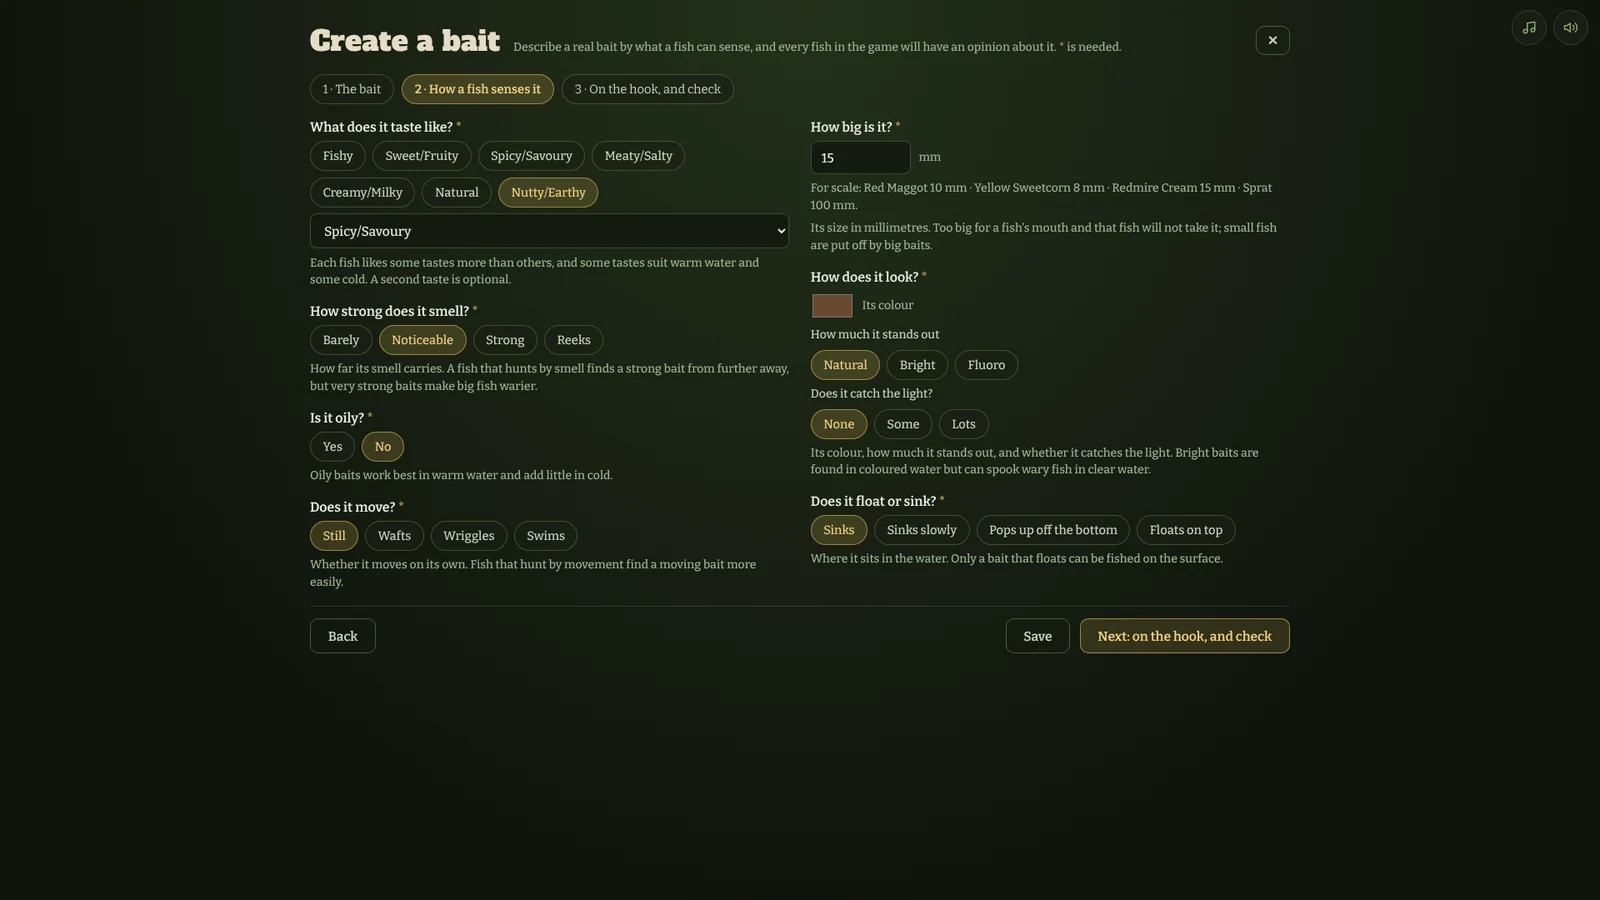 Create a bait
Describe a real bait by what a fish can sense, and every fish in the game will have an opinion about it. * is needed.
×
1 · The bait
2 · How a fish senses it
3 · On the hook, and check
What does it taste like? *
Fishy
Sweet/Fruity
Spicy/Savoury
Meaty/Salty
Creamy/Milky
Natural
Nutty/Earthy
Spicy/Savoury
Each fish likes some tastes more than others, and some tastes suit warm water and
some cold. A second taste is optional.
How strong does it smell? *
Barely
Noticeable
Strong
Reeks
How far its smell carries. A fish that hunts by smell finds a strong bait from further away,
but very strong baits make big fish warier.
Is it oily? *
Yes
No
Oily baits work best in warm water and add little in cold.
Does it move? *
Still
Wafts
Wriggles
Swims
Whether it moves on its own. Fish that hunt by movement find a moving bait more
easily.
How big is it? *
15
mm
For scale: Red Maggot 10 mm · Yellow Sweetcorn 8 mm · Redmire Cream 15 mm · Sprat
100 mm.
Its size in millimetres. Too big for a fish's mouth and that fish will not take it; small fish
are put off by big baits.
How does it look? *
Its colour
How much it stands out
Natural
Bright
Fluoro
Does it catch the light?
None
Some
Lots
Its colour, how much it stands out, and whether it catches the light. Bright baits are
found in coloured water but can spook wary fish in clear water.
Does it float or sink? *
Sinks
Sinks slowly
Pops up off the bottom
Floats on top
Where it sits in the water. Only a bait that floats can be fished on the surface.
Back
Save
Next: on the hook, and check